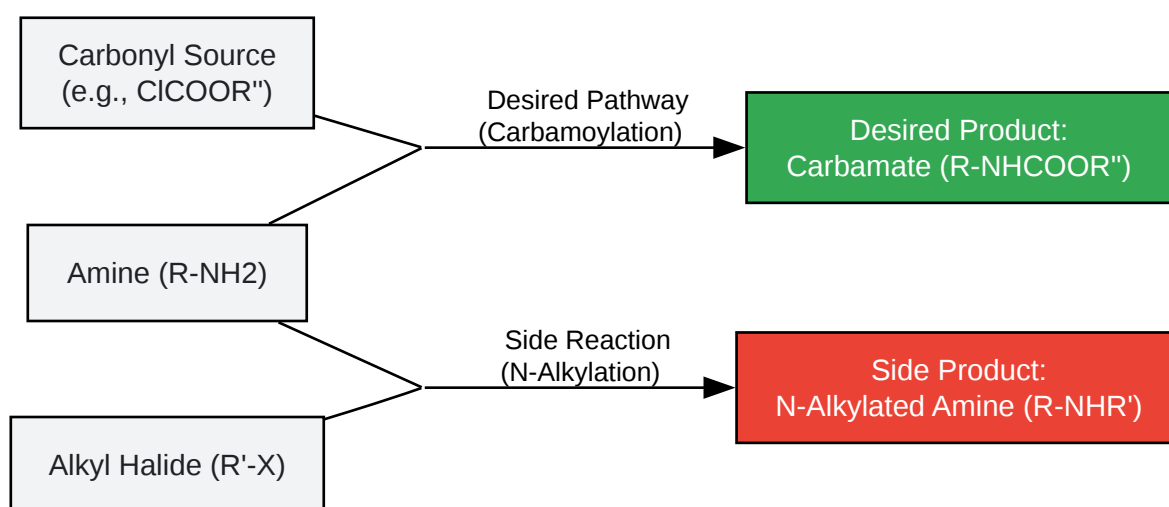 Carbonyl Source
(e.g., ClCOOR")
Desired Pathway
(Carbamoylation)
Desired Product:
Carbamate (R-NHCOOR")
Amine (R-NH2)
Side Reaction
(N-Alkylation)
Side Product:
N-Alkylated Amine (R-NHR')
Alkyl Halide (R'-X)